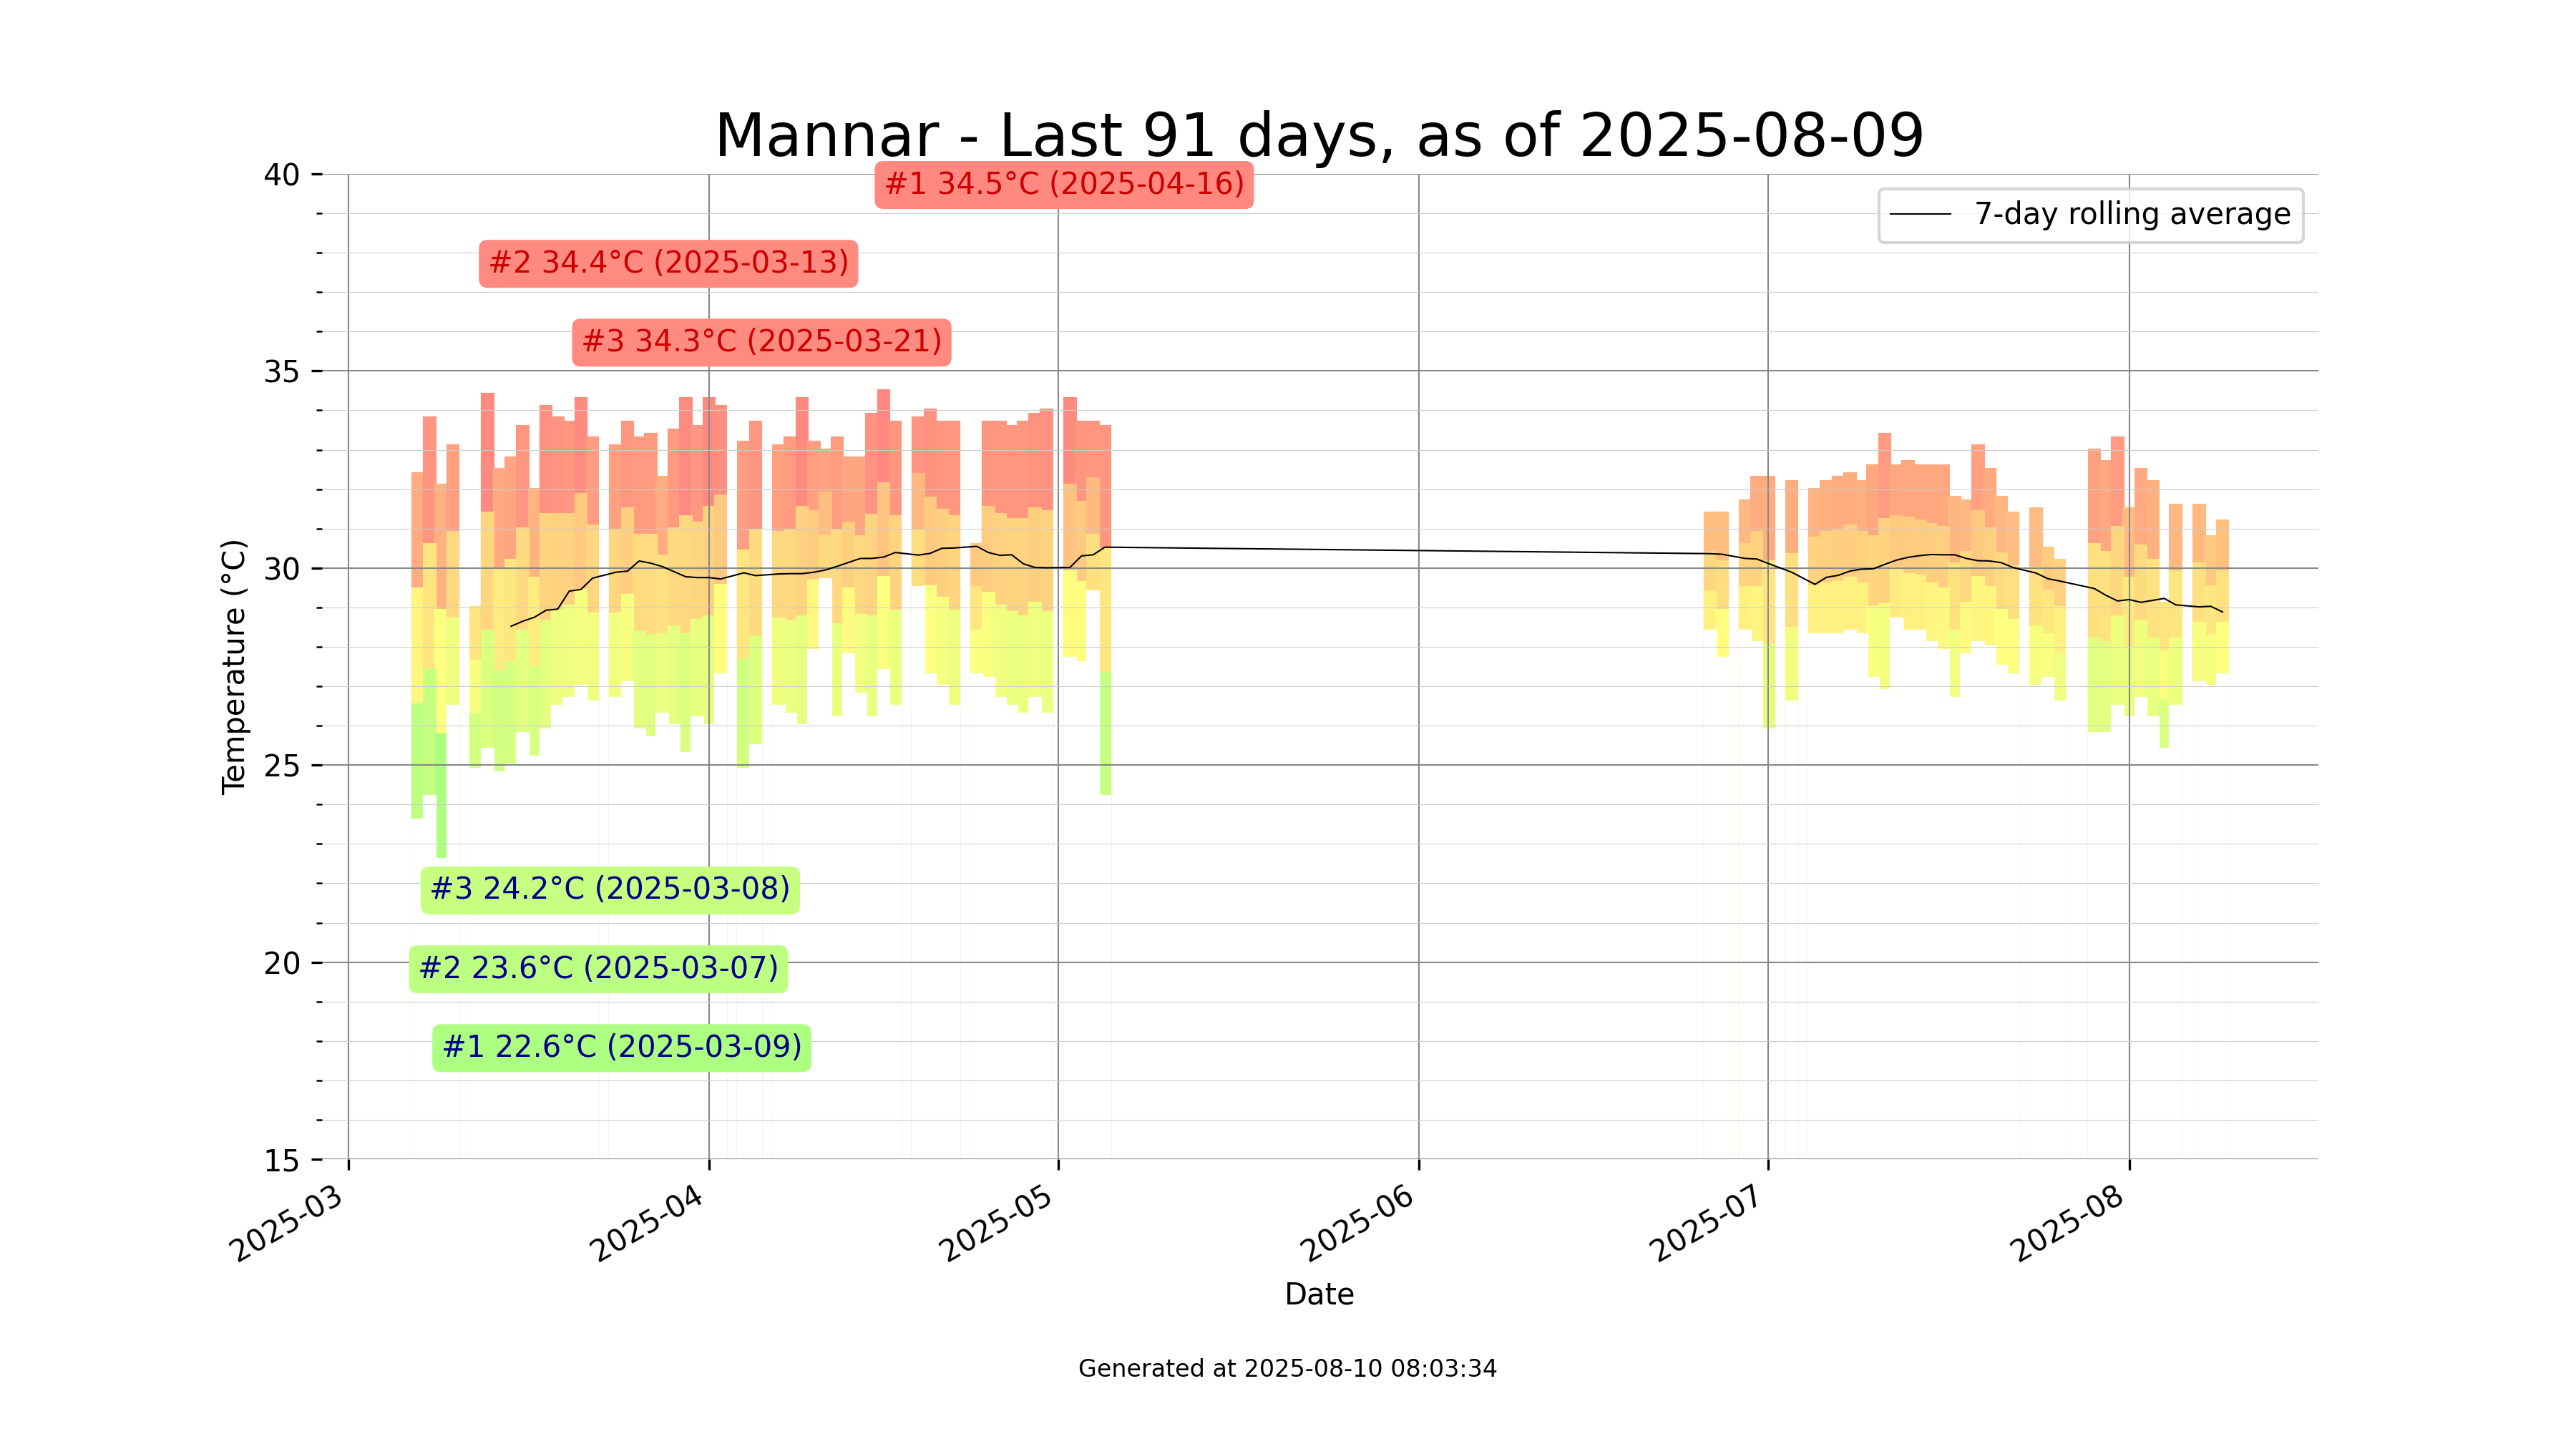 Mannar - Last 91 days, as of 2025-08-09
#1 34.5°C (2025-04-16)
#2 34.4°C (2025-03-13)
#3 34.3°C (2025-03-21)
7-day rolling average
40
35
30
25
20
15
Temperature (°C)
#3 24.2°C (2025-03-08)
#2 23.6°C (2025-03-07)
#1 22.6°C (2025-03-09)
2025-03
2025-04
2025-05
2025-06
2025-07
2025-08
Date
Generated at 2025-08-10 08:03:34